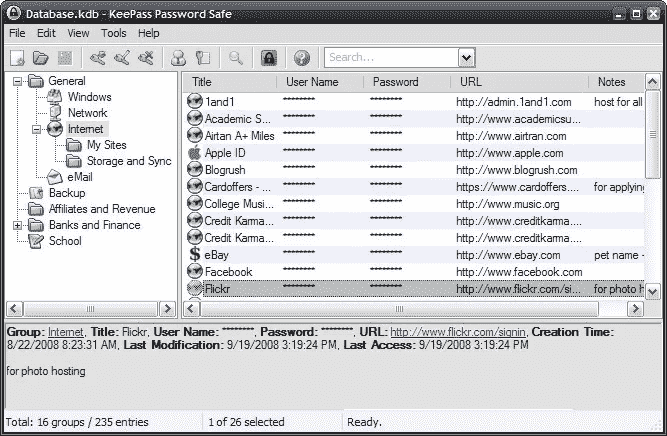 Database.kdb - KeePass Password Safe
File Edit View Tools Help
Search...
General
Windows
Network
Internet
My Sites
Storage and Sync
eMail
Backup
Affiliates and Revenue
Banks and Finance
School
Title User Name Password URL Notes
1and1 ******** ******** http://admin.1and1.com host for all
Academic S... ******** ******** http://www.academicsu...
Airtan A+ Miles ******** ******** http://www.airtran.com
Apple ID ******** ******** http://www.apple.com
Blogrush ******** ******** http://www.blogrush.com
Cardoffers - ... ******** ******** https://www.cardoffers.... for applying
College Musi... ******** ******** http://www.music.org
Credit Karma... ******** ******** http://www.creditkarma....
Credit Karma... ******** ******** http://www.creditkarma....
eBay ******** ******** http://www.ebay.com pet name -
Facebook ******** ******** http://www.facebook.com
Flickr ******** ******** http://www.flickr.com/si... for photo h
Group: Internet, Title: Flickr, User Name: ********, Password: ********, URL: http://www.flickr.com/signin, Creation Time:
8/22/2008 8:23:31 AM, Last Modification: 9/19/2008 3:19:24 PM, Last Access: 9/19/2008 3:19:24 PM
for photo hosting
Total: 16 groups / 235 entries 1 of 26 selected Ready.